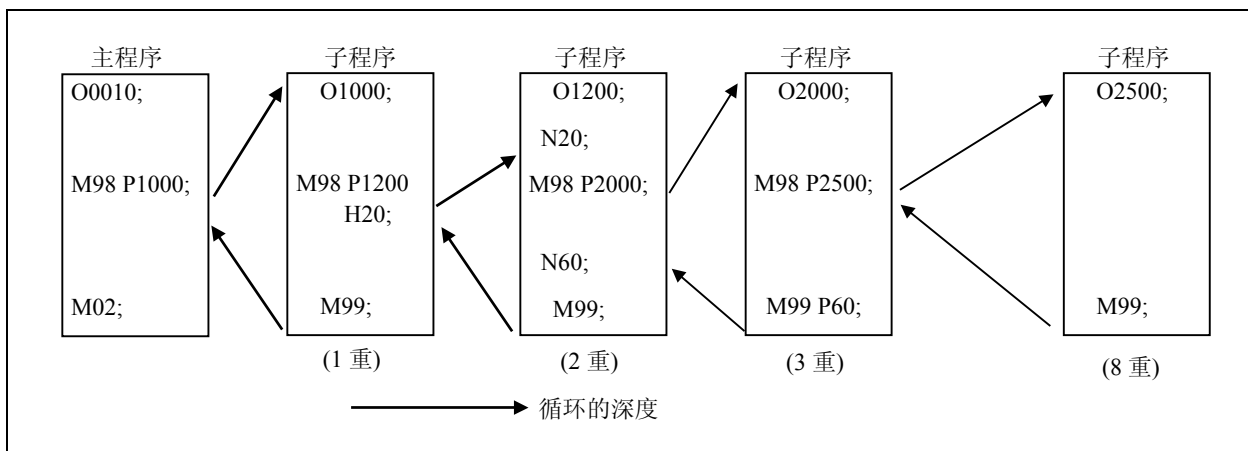 主程序
O0010;
M98 P1000;
M02;
子程序
O1000;
M98 P1200
H20;
M99;
(1 重)
子程序
O1200;
N20;
M98 P2000;
N60;
M99;
(2 重)
子程序
O2000;
M98 P2500;
M99 P60;
(3 重)
子程序
O2500;
M99;
(8 重)
循环的深度